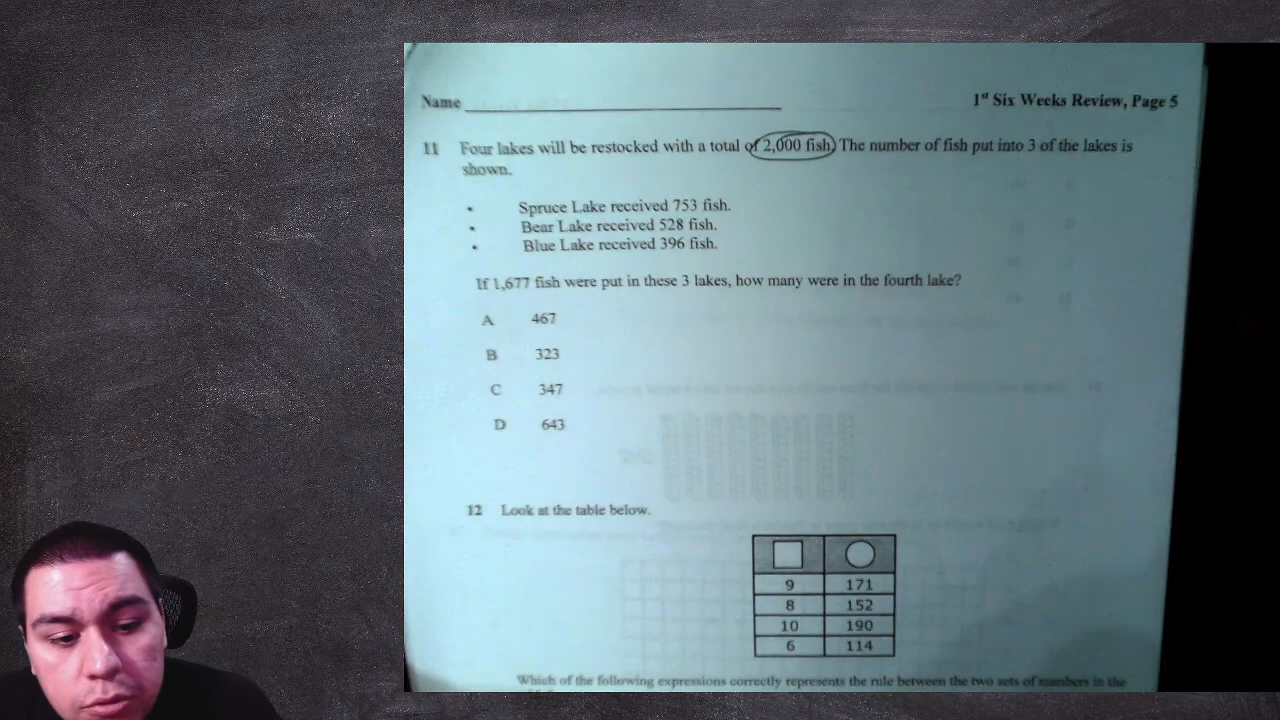 Name
1st Six Weeks Review, Page 5
11 Four lakes will be restocked with a total of 2,000 fish. The number of fish put into 3 of the lakes is
shown.
• Spruce Lake received 753 fish.
• Bear Lake received 528 fish.
• Blue Lake received 396 fish.
If 1,677 fish were put in these 3 lakes, how many were in the fourth lake?
A 467
B 323
C 347
D 643
12 Look at the table below.
9 171
8 152
10 190
6 114
Which of the following expressions correctly represents the rule between the two sets of numbers in the